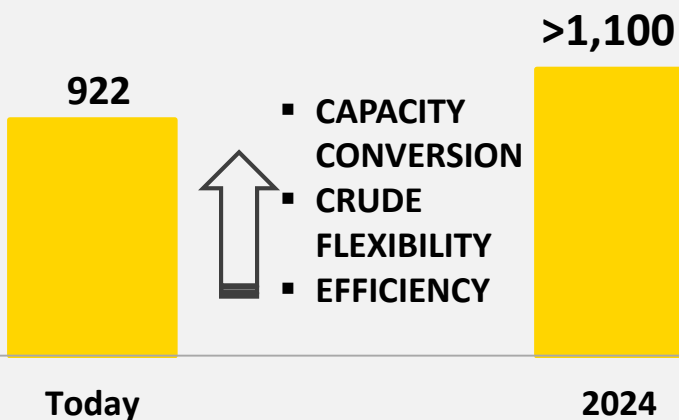 >1,100
922
▪ CAPACITY
CONVERSION
▪ CRUDE
FLEXIBILITY
▪ EFFICIENCY
Today
2024